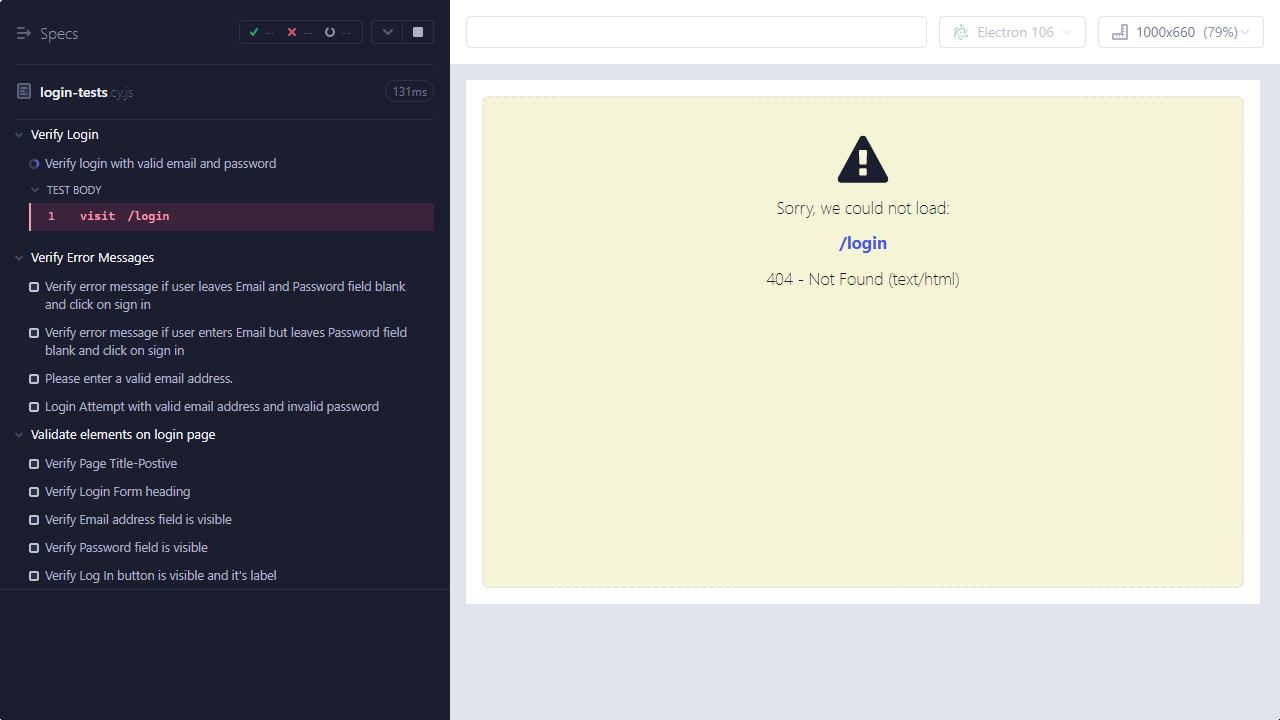 Specs
--
--
--
Electron 106
1000x660 (79%)
login-tests.cy.js
131ms
Verify Login
Verify login with valid email and password
TEST BODY
1 visit /login
Verify Error Messages
Verify error message if user leaves Email and Password field blank
and click on sign in
Verify error message if user enters Email but leaves Password field
blank and click on sign in
Please enter a valid email address.
Login Attempt with valid email address and invalid password
Validate elements on login page
Verify Page Title-Postive
Verify Login Form heading
Verify Email address field is visible
Verify Password field is visible
Verify Log In button is visible and it's label
Sorry, we could not load:
/login
404 - Not Found (text/html)